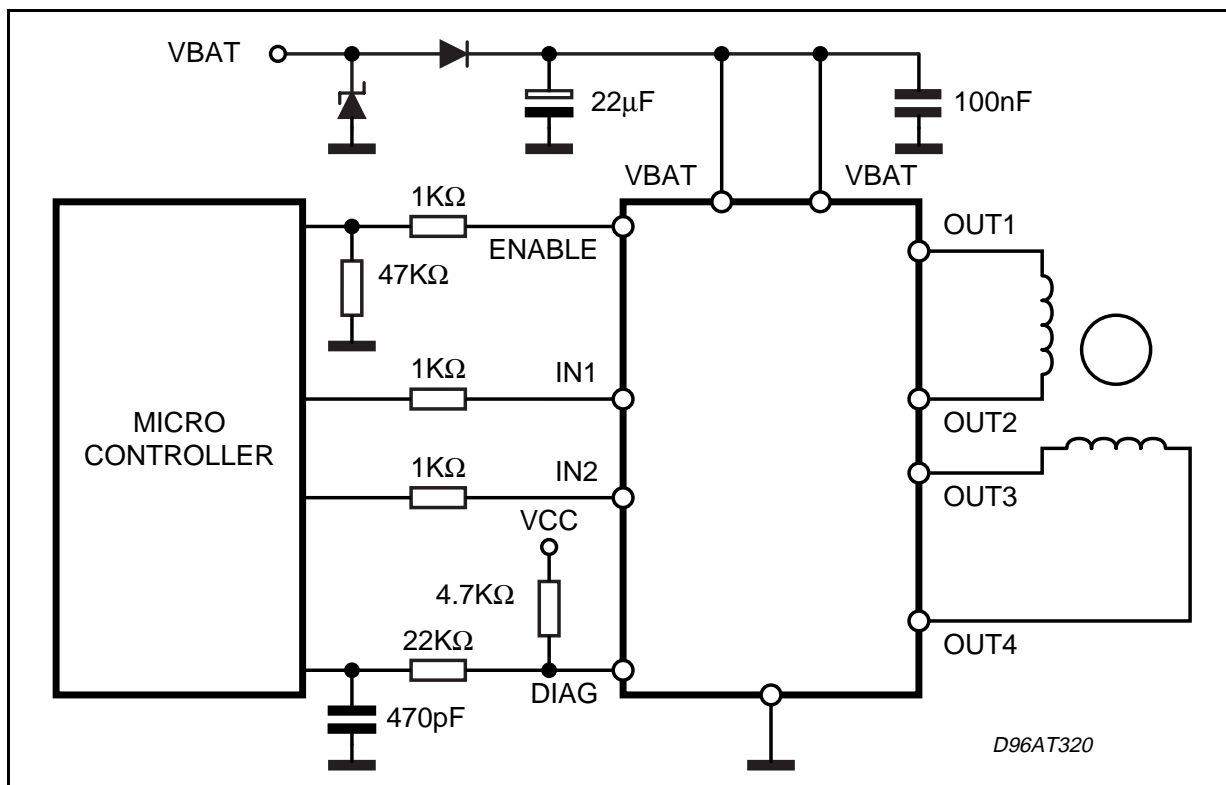 VBAT
22µF
100nF
VBAT
VBAT
1KΩ
ENABLE
OUT1
47KΩ
1KΩ
IN1
OUT2
MICRO
CONTROLLER
1KΩ
IN2
OUT3
VCC
4.7KΩ
22KΩ
OUT4
DIAG
470pF
D96AT320